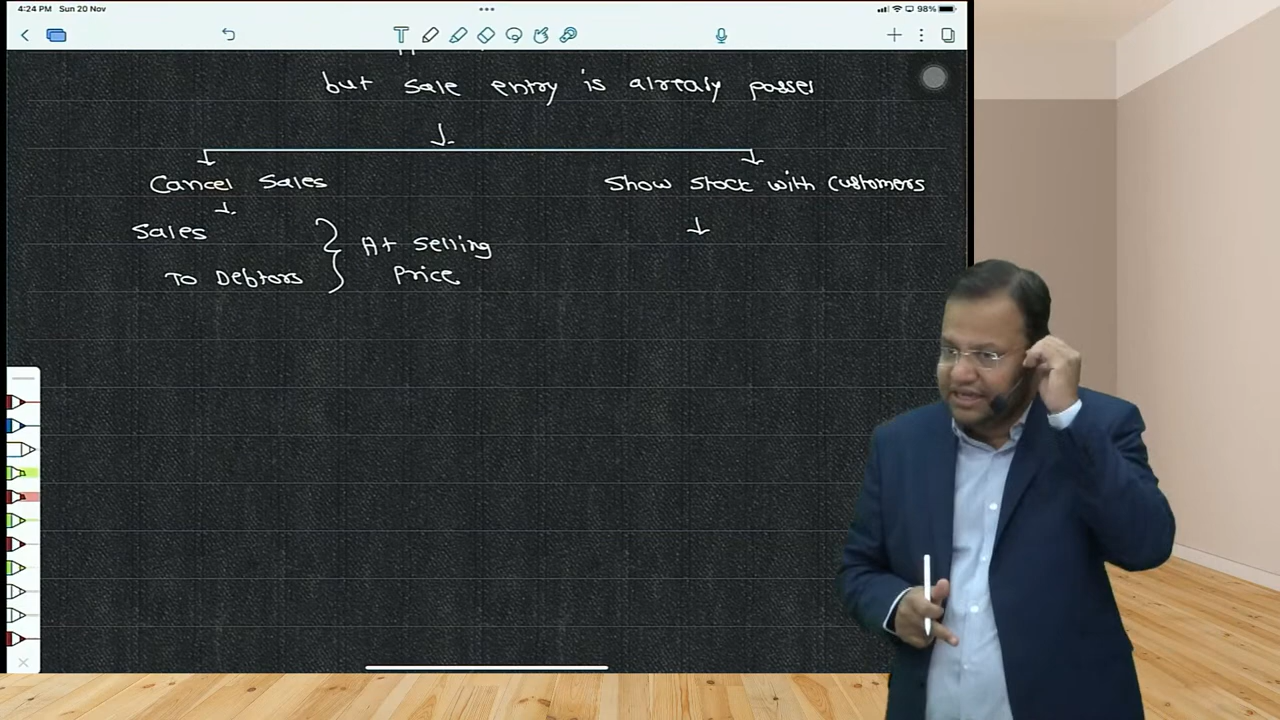 4:24 PM Sun 20 Nov
98%
but sale entry is already passed
Cancel Sales
Show stock with customers
Sales
To Debtors
At selling
Price